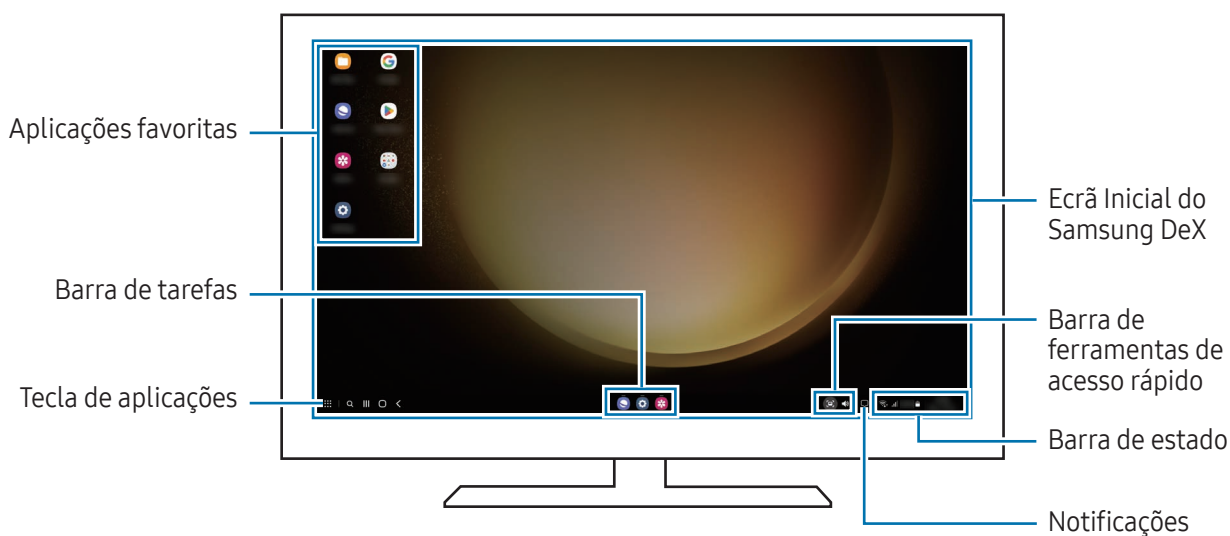 Aplicações favoritas
Barra de tarefas
Tecla de aplicações
Ecrã Inicial do
Samsung DeX
Barra de
ferramentas de
acesso rápido
Barra de estado
Notificações